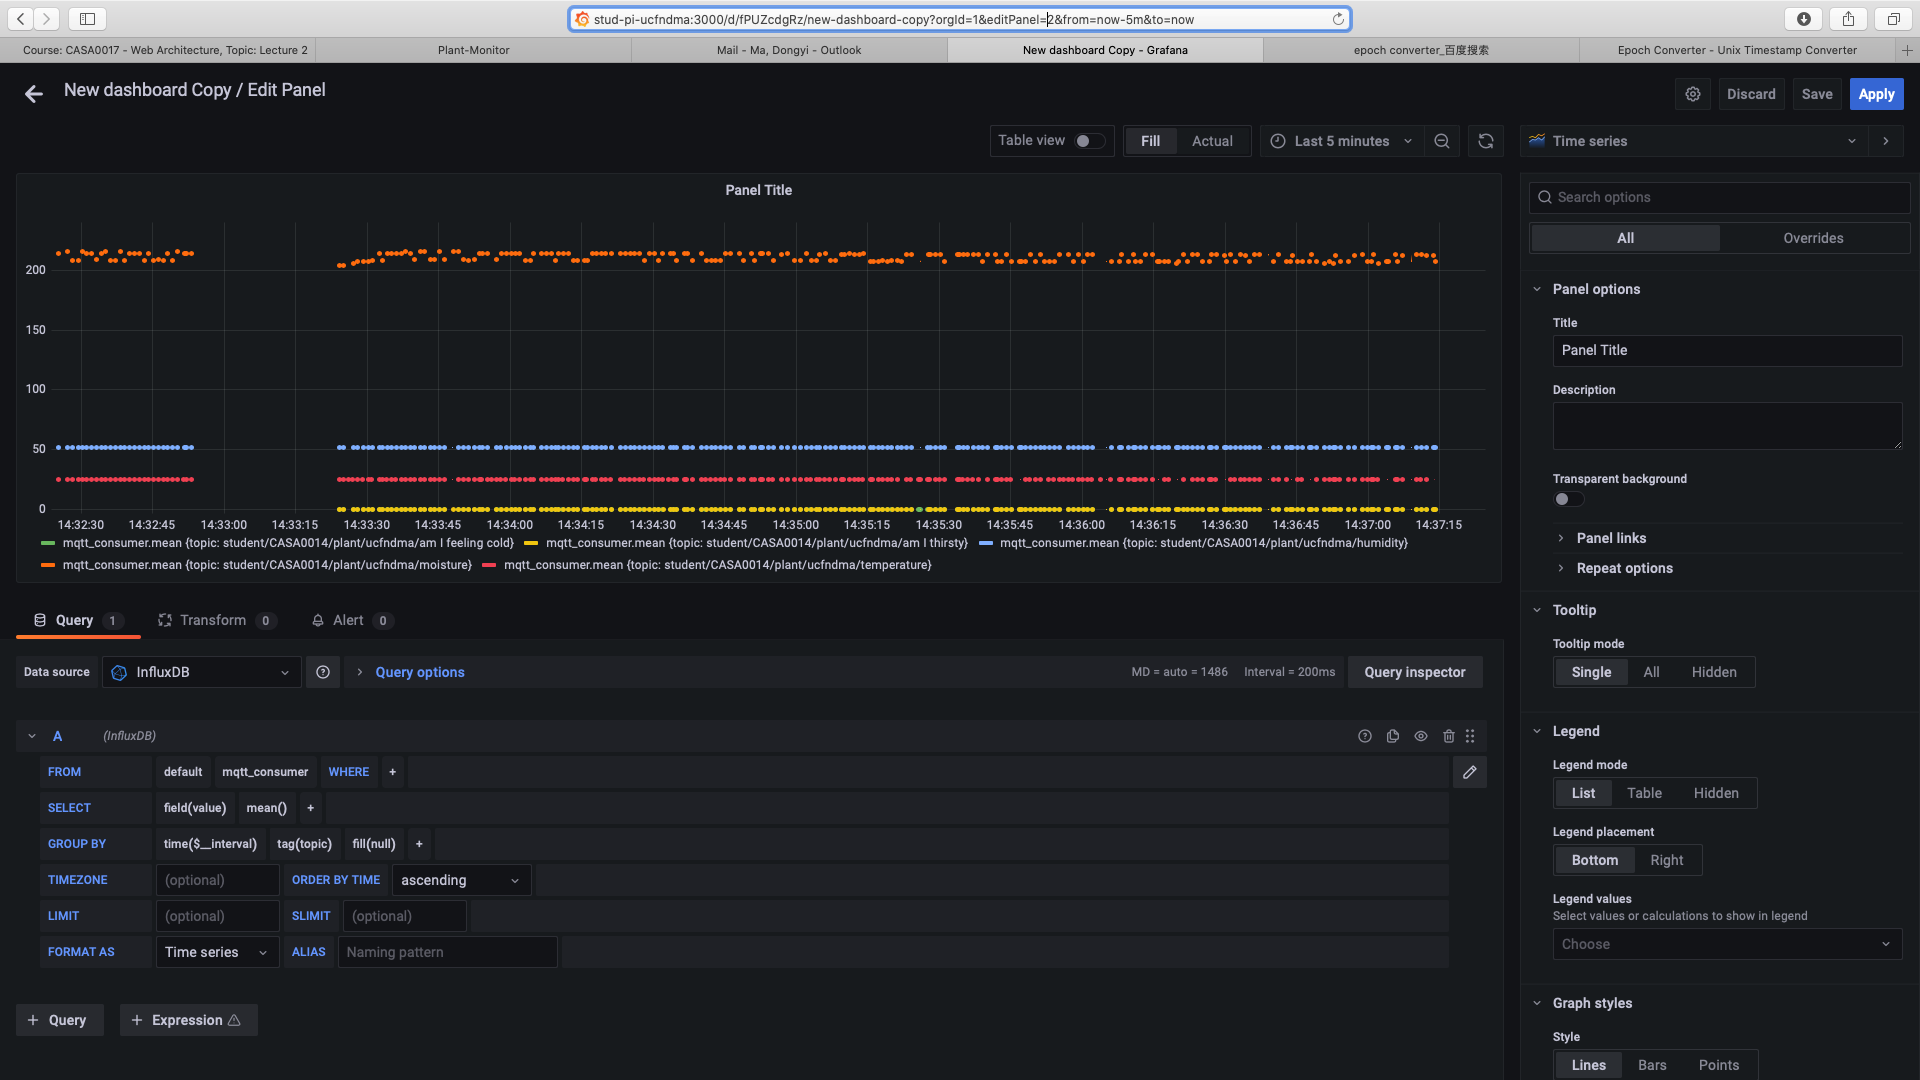 stud-pi-ucfndma:3000/d/fPUZcdgRz/new-dashboard-copy?orgId=1&editPanel=2&from=now-5m&to=now
Course: CASA0017 - Web Architecture, Topic: Lecture 2
Plant-Monitor
Mail - Ma, Dongyi - Outlook
New dashboard Copy - Grafana
epoch converter_百度搜索
Epoch Converter - Unix Timestamp Converter
New dashboard Copy / Edit Panel
Discard
Save
Apply
Table view
Fill
Actual
Last 5 minutes
Time series
Panel Title
200
150
100
50
0
14:32:30 14:32:45 14:33:00 14:33:15 14:33:30 14:33:45 14:34:00 14:34:15 14:34:30 14:34:45 14:35:00 14:35:15 14:35:30 14:35:45 14:36:00 14:36:15 14:36:30 14:36:45 14:37:00 14:37:15
mqtt_consumer.mean {topic: student/CASA0014/plant/ucfndma/am I feeling cold} mqtt_consumer.mean {topic: student/CASA0014/plant/ucfndma/am I thirsty} mqtt_consumer.mean {topic: student/CASA0014/plant/ucfndma/humidity}
mqtt_consumer.mean {topic: student/CASA0014/plant/ucfndma/moisture} mqtt_consumer.mean {topic: student/CASA0014/plant/ucfndma/temperature}
Query 1
Transform 0
Alert 0
Data source
InfluxDB
Query options
MD = auto = 1486
Interval = 200ms
Query inspector
A (InfluxDB)
FROM default mqtt_consumer WHERE +
SELECT field(value) mean() +
GROUP BY time($__interval) tag(topic) fill(null) +
TIMEZONE (optional) ORDER BY TIME ascending
LIMIT (optional) SLIMIT (optional)
FORMAT AS Time series ALIAS Naming pattern
+ Query
+ Expression
Search options
All
Overrides
Panel options
Title
Panel Title
Description
Transparent background
Panel links
Repeat options
Tooltip
Tooltip mode
Single All Hidden
Legend
Legend mode
List Table Hidden
Legend placement
Bottom Right
Legend values
Select values or calculations to show in legend
Choose
Graph styles
Style
Lines Bars Points